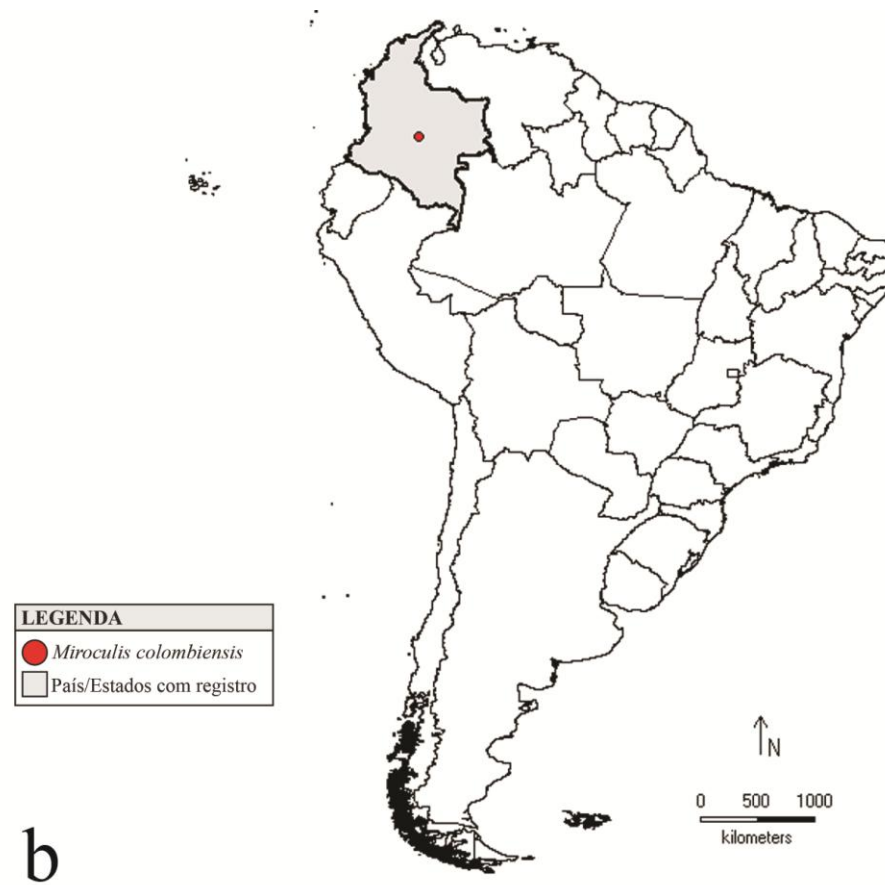 LEGENDA
Miroculis colombiensis
País/Estados com registro
N
0 500 1000
kilometers
b